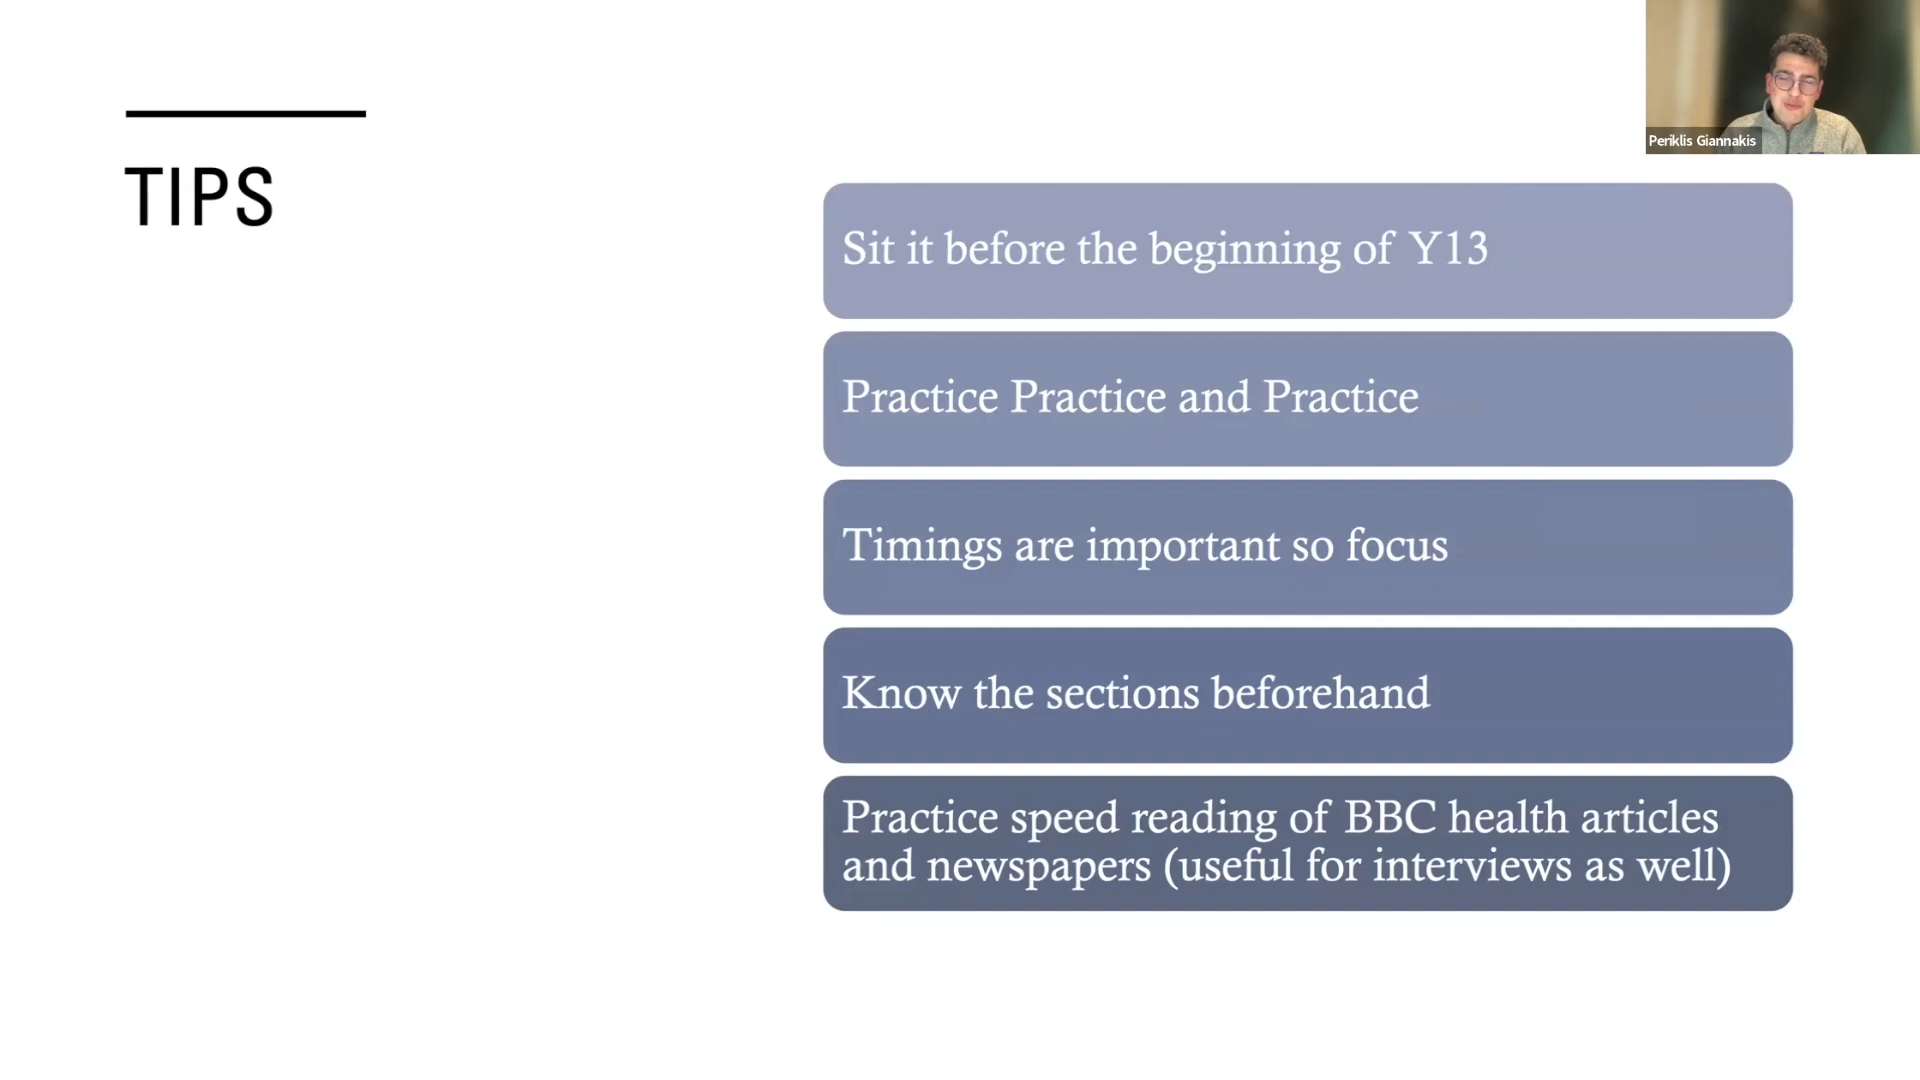 Periklis Giannakis
TIPS
Sit it before the beginning of Y13
Practice Practice and Practice
Timings are important so focus
Know the sections beforehand
Practice speed reading of BBC health articles
and newspapers (useful for interviews as well)